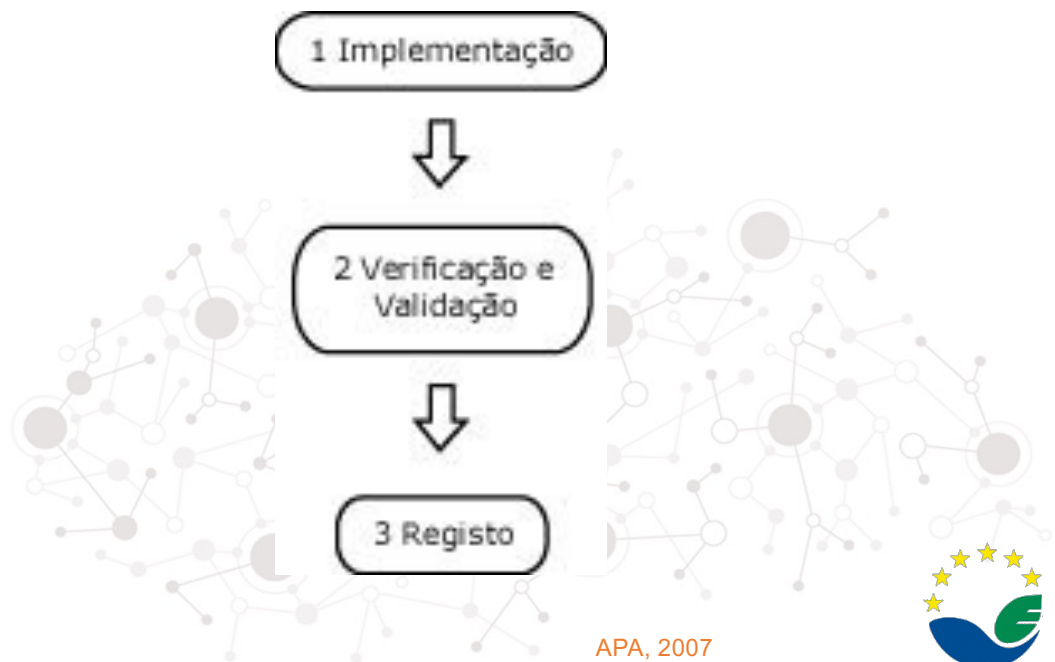 1 Implementação
2 Verificação e
Validação
3 Registo
APA, 2007